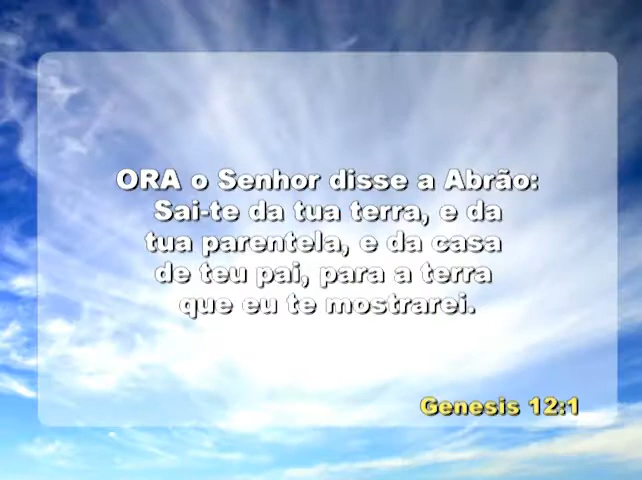 ORA o Senhor disse a Abrão:
Sai-te da tua terra, e da
tua parentela, e da casa
de teu pai, para a terra
que eu te mostrarei.
Genesis 12:1